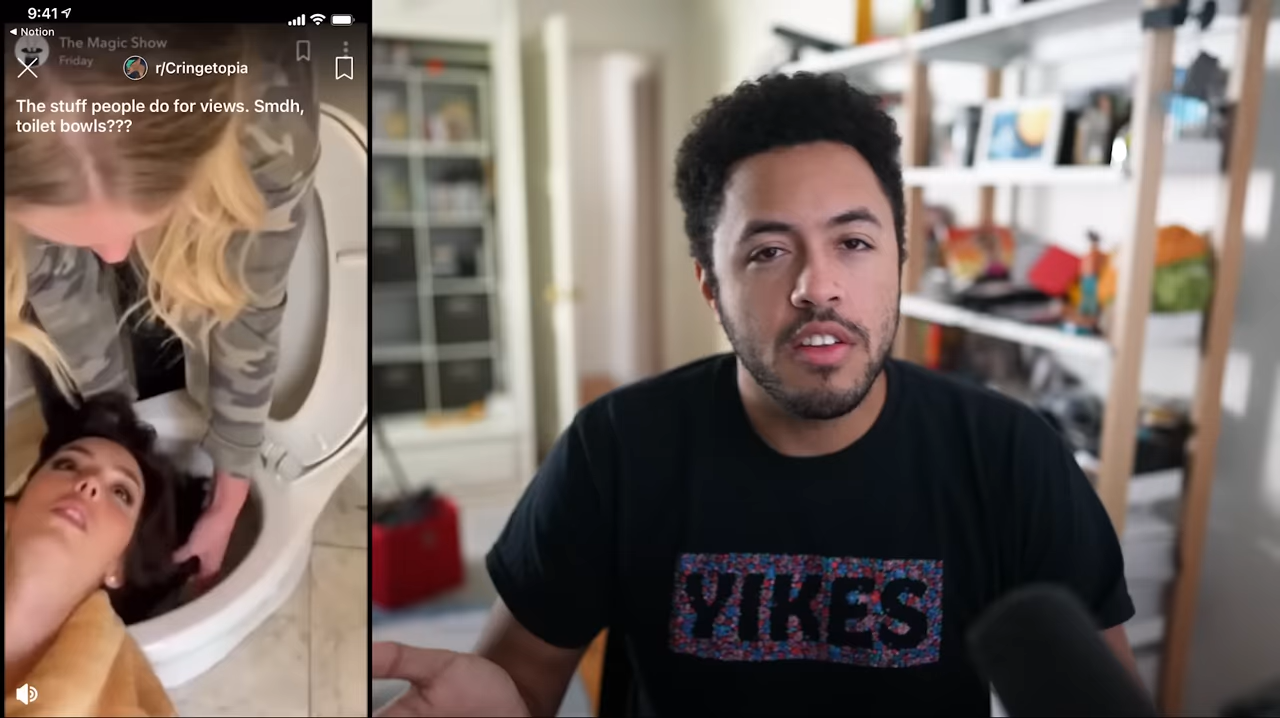 9:41
Notion
The Magic Show
Friday
r/Cringetopia
The stuff people do for views. Smdh,
toilet bowls???
YIKES